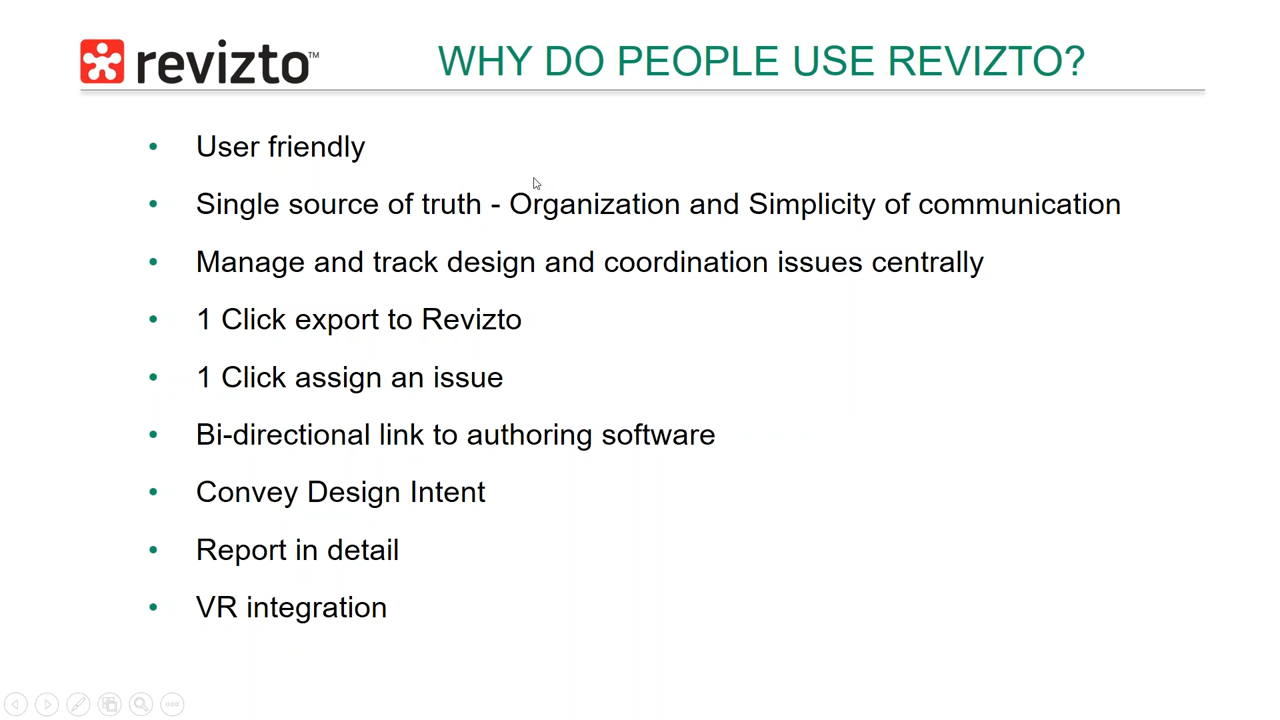 revizto™
WHY DO PEOPLE USE REVIZTO?
• User friendly
• Single source of truth - Organization and Simplicity of communication
• Manage and track design and coordination issues centrally
• 1 Click export to Revizto
• 1 Click assign an issue
• Bi-directional link to authoring software
• Convey Design Intent
• Report in detail
• VR integration